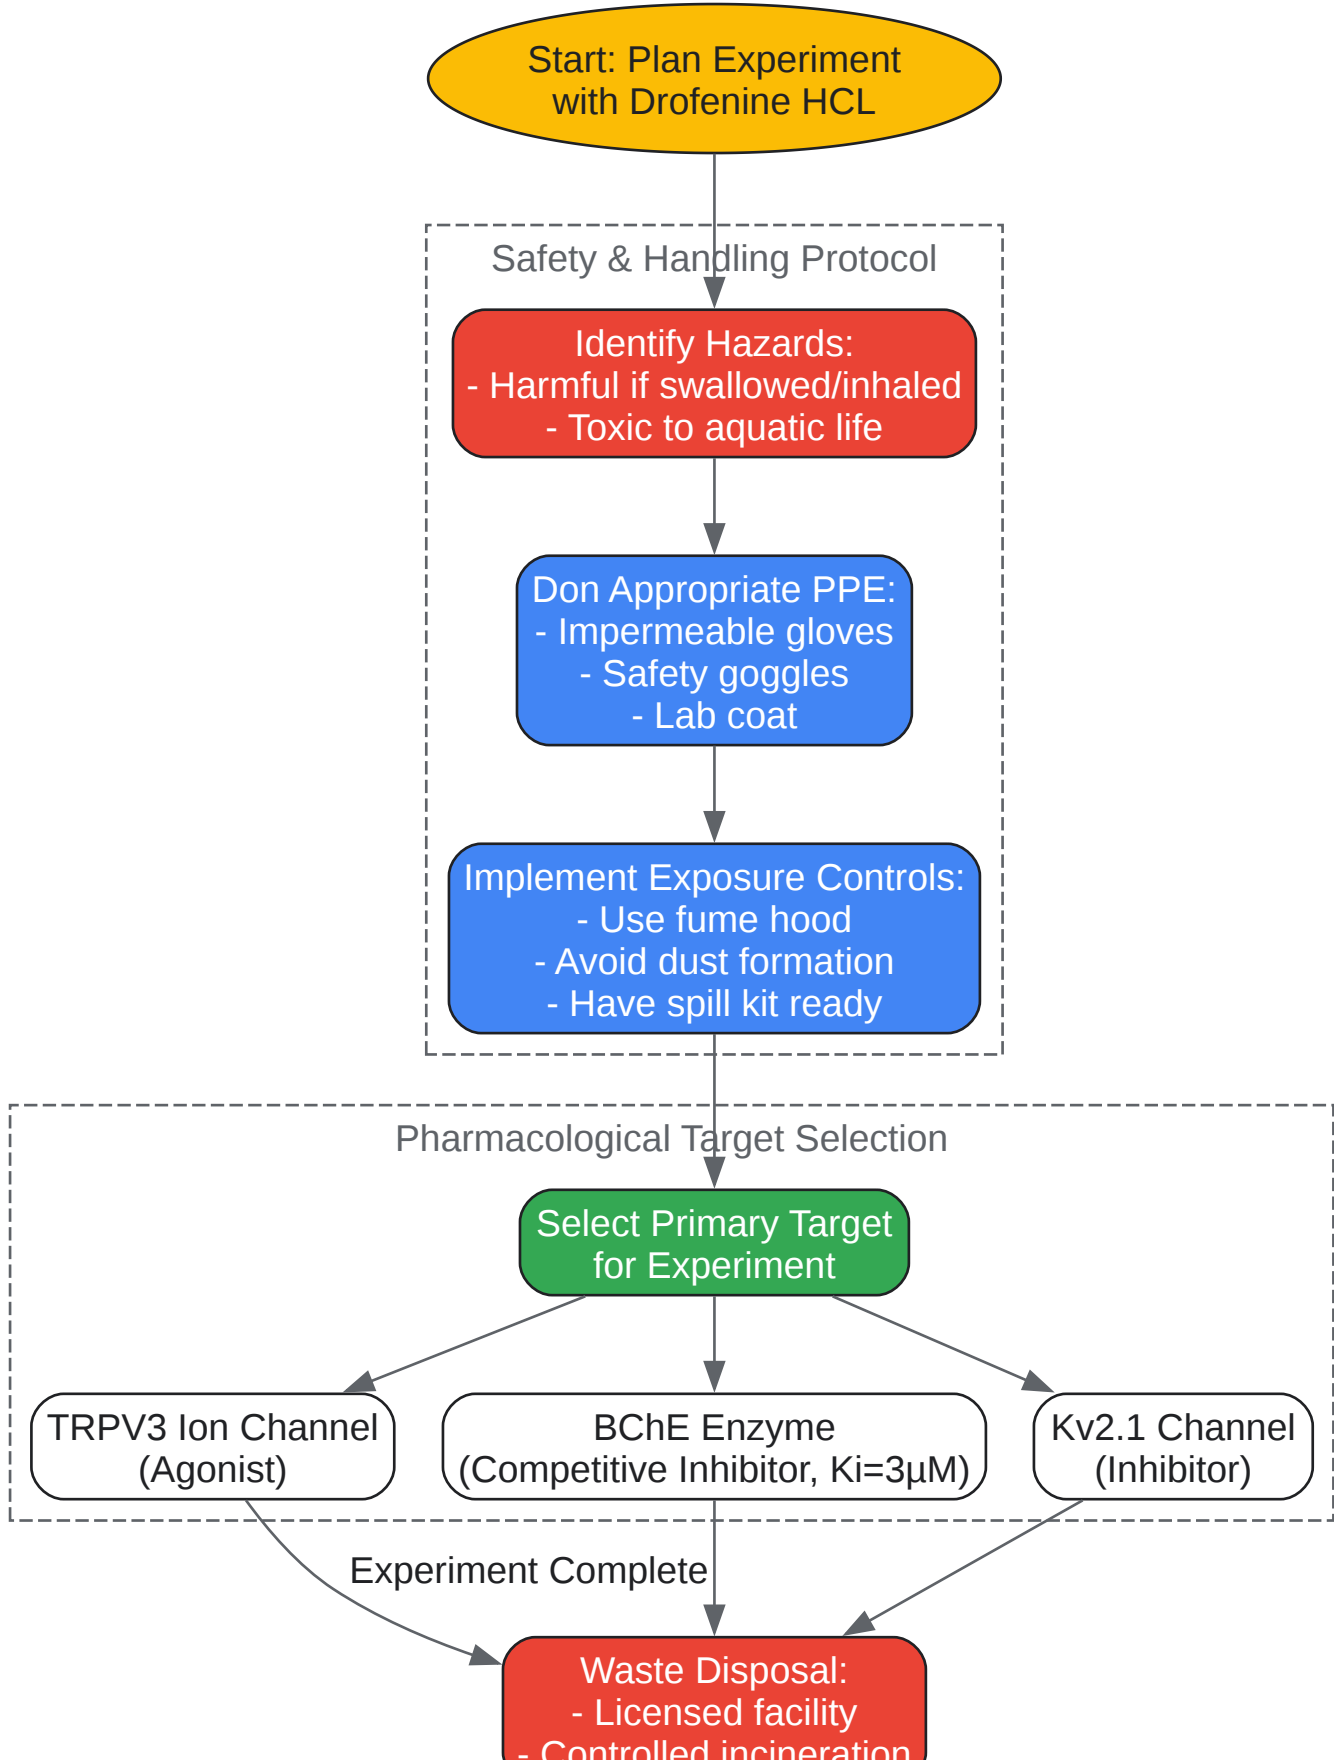 Start: Plan Experiment
with Drofenine HCL
Safety & Handling Protocol
Identify Hazards:
- Harmful if swallowed/inhaled
- Toxic to aquatic life
Don Appropriate PPE:
- Impermeable gloves
- Safety goggles
- Lab coat
Implement Exposure Controls:
- Use fume hood
- Avoid dust formation
- Have spill kit ready
Pharmacological Target Selection
Select Primary Target
for Experiment
TRPV3 Ion Channel
(Agonist)
BChE Enzyme
(Competitive Inhibitor, Ki=3µM)
Kv2.1 Channel
(Inhibitor)
Experiment Complete
Waste Disposal:
- Licensed facility
- Controlled incineration